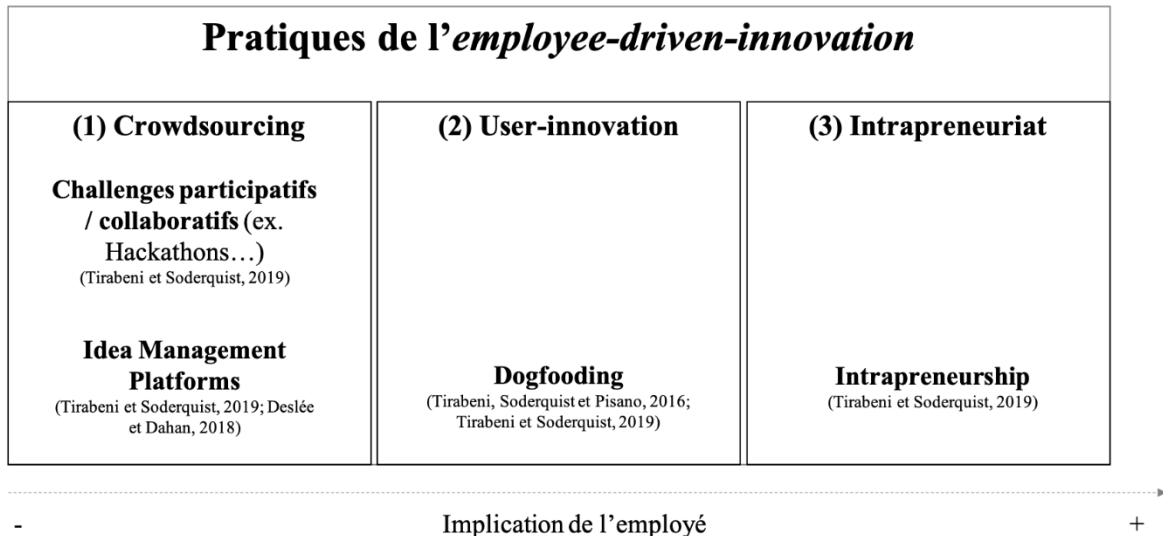 Pratiques de l’employee-driven-innovation
(1) Crowdsourcing
Challenges participatifs
/ collaboratifs (ex.
Hackathons…)
(Tirabeni et Soderquist, 2019)
Idea Management
Platforms
(Tirabeni et Soderquist, 2019; Deslée
et Dahan, 2018)
(2) User-innovation
Dogfooding
(Tirabeni, Soderquist et Pisano, 2016;
Tirabeni et Soderquist, 2019)
(3) Intrapreneuriat
Intrapreneurship
(Tirabeni et Soderquist, 2019)
- Implication de l’employé +